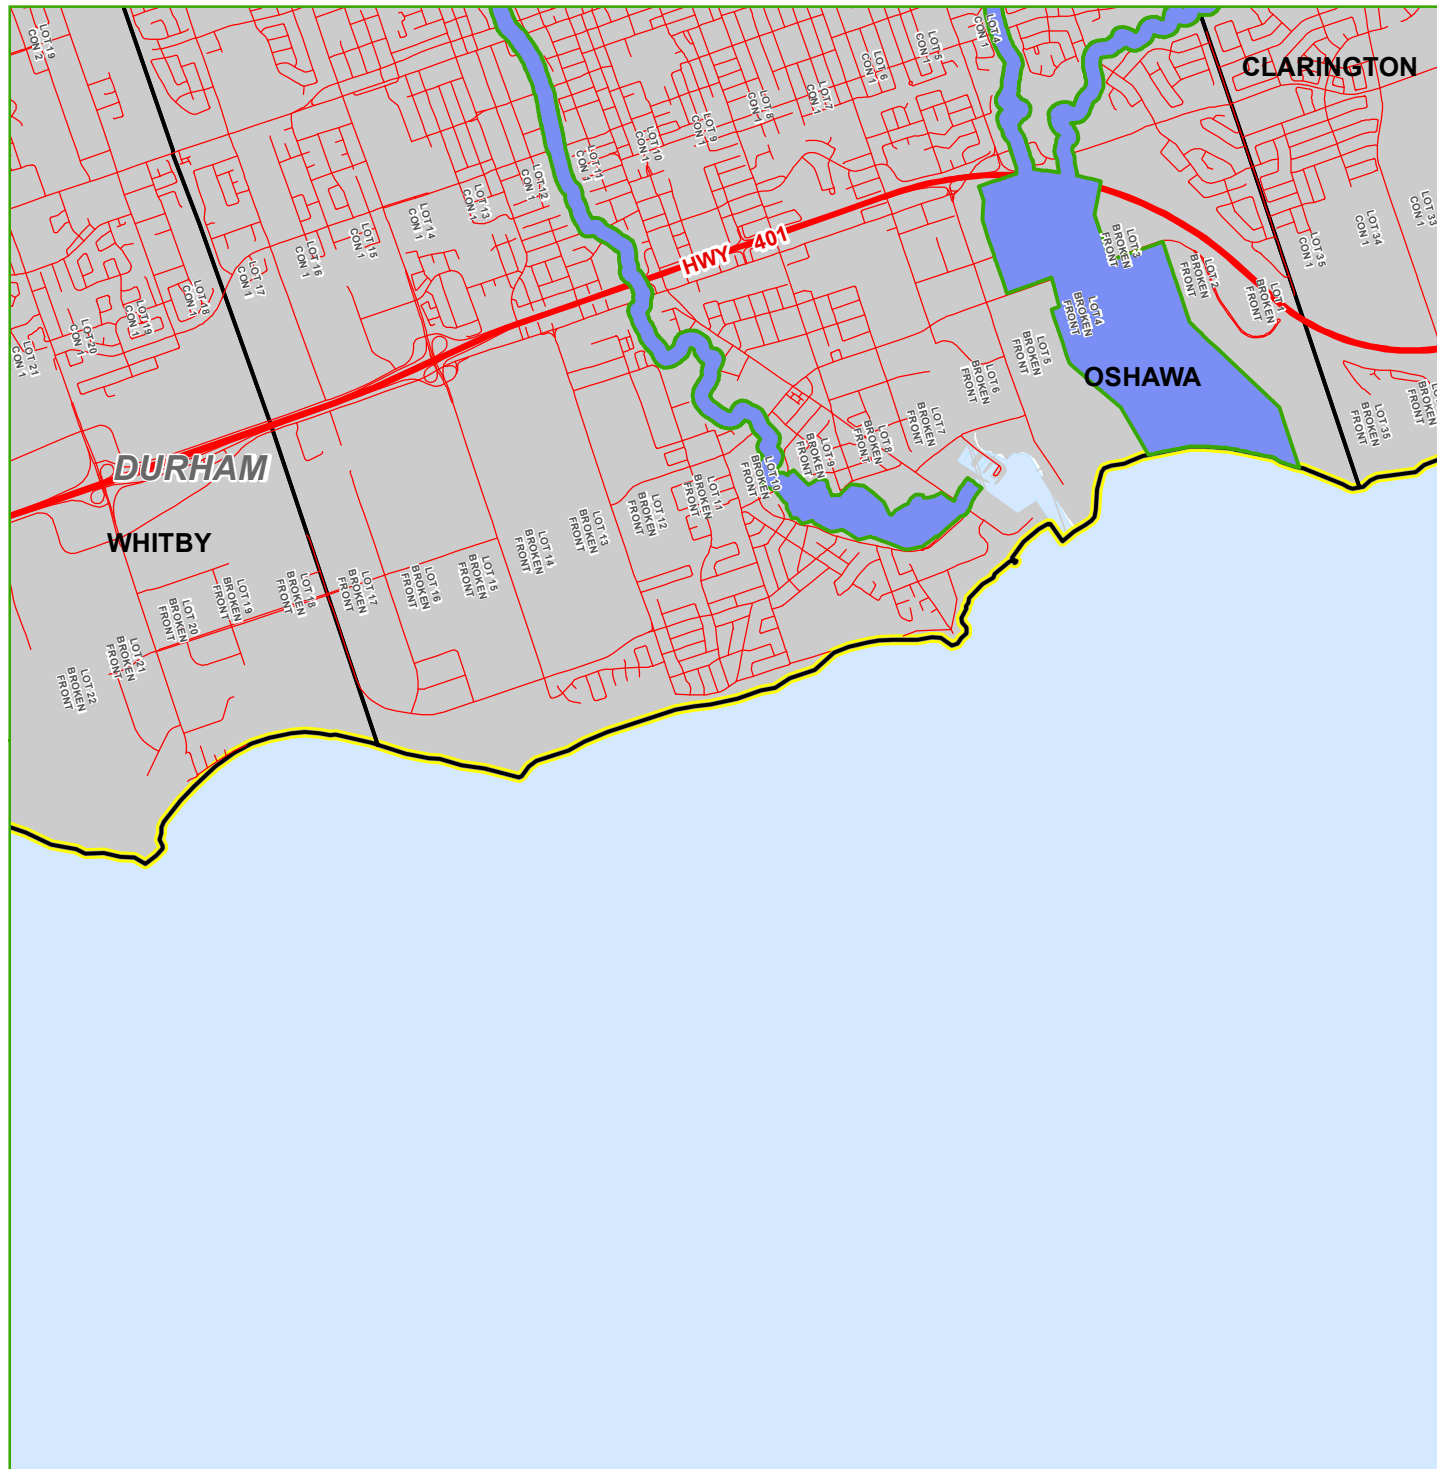 LOT 19
CON 2
LOT 4
CON 1
LOT 5
CON 1
LOT 6
CON 1
LOT 7
CON 1
LOT 8
CON 1
LOT 9
CON 1
LOT 10
CON 1
LOT 11
CON 1
LOT 12
CON 1
LOT 13
CON 1
LOT 14
CON 1
LOT 15
CON 1
LOT 16
CON 1
LOT 17
CON 1
LOT 18
CON 1
LOT 19
CON 1
LOT 20
CON 1
LOT 21
CON 1
CLARINGTON
LOT 33
CON 1
LOT 34
CON 1
LOT 35
CON 1
HWY 401
LOT 1
BROKEN
FRONT
LOT 2
BROKEN
FRONT
LOT 3
BROKEN
FRONT
LOT 4
BROKEN
FRONT
LOT 5
BROKEN
FRONT
OSHAWA
LOT 6
BROKEN
FRONT
LOT 7
BROKEN
FRONT
LOT 8
BROKEN
FRONT
LOT 9
BROKEN
FRONT
LOT 10
BROKEN
FRONT
LOT 11
BROKEN
FRONT
LOT 12
BROKEN
FRONT
LOT 13
BROKEN
FRONT
LOT 14
BROKEN
FRONT
LOT 15
BROKEN
FRONT
LOT 16
BROKEN
FRONT
LOT 17
BROKEN
FRONT
LOT 18
BROKEN
FRONT
LOT 19
BROKEN
FRONT
LOT 20
BROKEN
FRONT
LOT 21
BROKEN
FRONT
LOT 22
BROKEN
FRONT
LOT 35
BROKEN
FRONT
BROKEN
FRONT
DURHAM
WHITBY